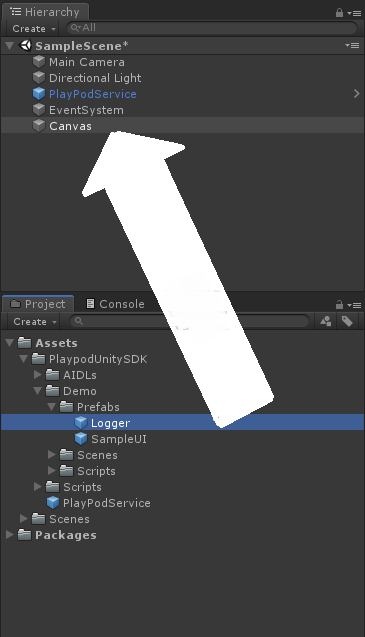 Hierarchy
Create
All
SampleScene*
Main Camera
Directional Light
PlayPodService
EventSystem
Canvas
Project
Console
Create
Assets
PlaypodUnitySDK
AIDLs
Demo
Prefabs
Logger
SampleUI
Scenes
Scripts
Scripts
PlayPodService
Scenes
Packages